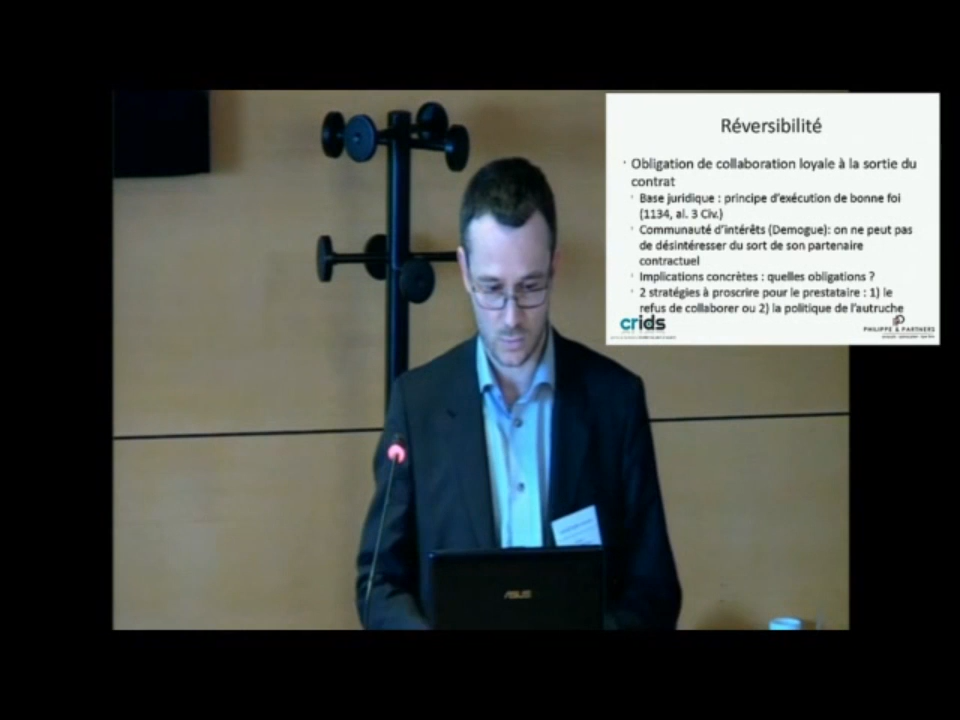 Réversibilité
Obligation de collaboration loyale à la sortie du
contrat
Base juridique : principe d'exécution de bonne foi
(1134, al. 3 Civ.)
Communauté d'intérêts (Demogue): on ne peut pas
de désintéresser du sort de son partenaire
contractuel
Implications concrètes : quelles obligations ?
2 stratégies à proscrire pour le prestataire : 1) le
refus de collaborer ou 2) la politique de l'autruche
crids
PHILIPPE & PARTNERS
ASUS